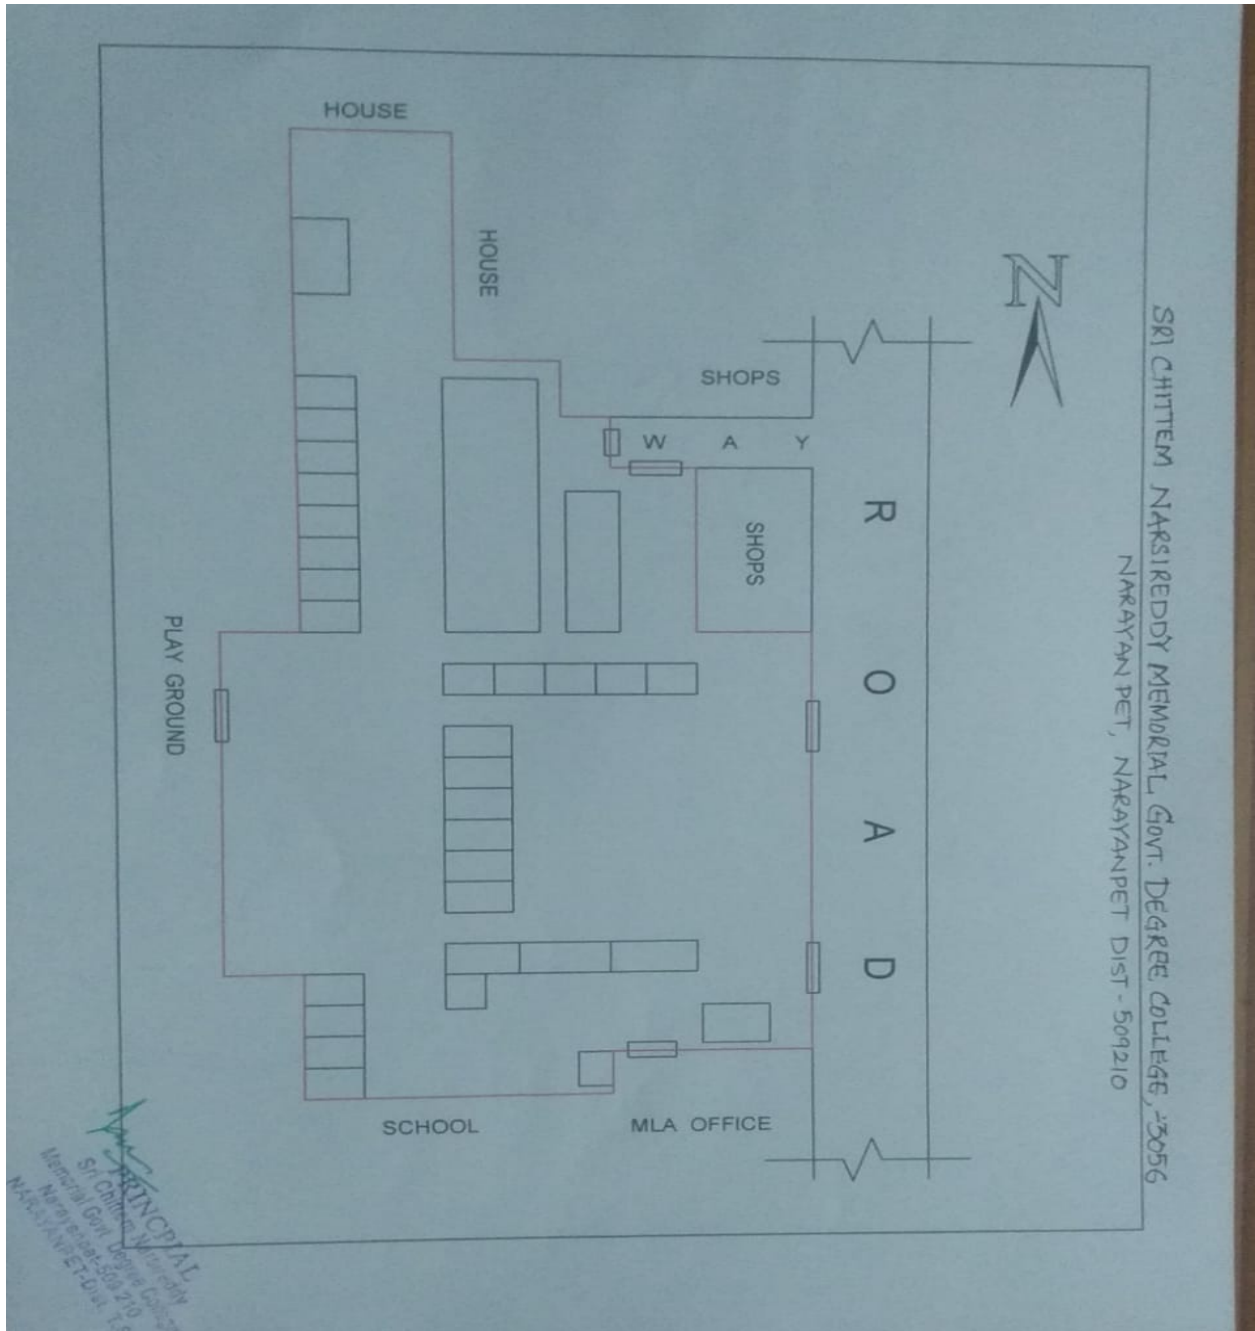 SRI CHITTEM NARSIREDDY MEMORIAL, GOVT. DEGREE COLLEGE,-3056
NARAYAN PET, NARAYANPET DIST-509210
N
HOUSE
HOUSE
SHOPS
W A Y
SHOPS
R O A D
PLAY GROUND
SCHOOL
MLA OFFICE
PRINCIPAL
Sri Chittem Narsireddy
Memorial Govt Degree College
Narayanpet-509 210
NARAYANPET-Dist. T.S